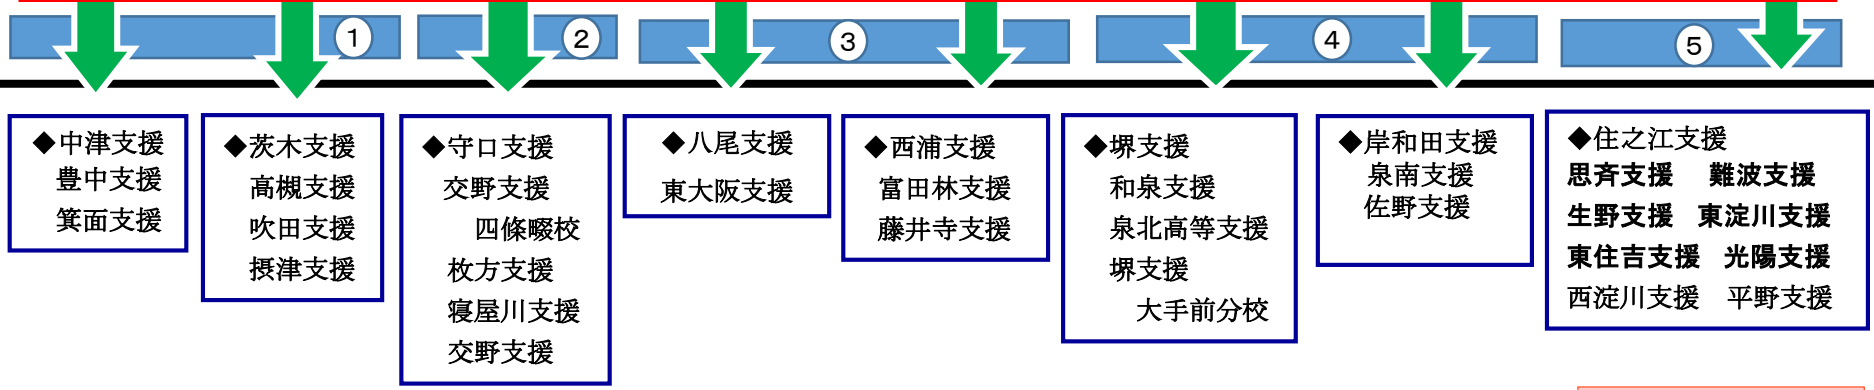 ①
②
③
④
⑤
◆中津支援
豊中支援
箕面支援
◆茨木支援
高槻支援
吹田支援
摂津支援
◆守口支援
交野支援
四條畷校
枚方支援
寝屋川支援
交野支援
◆八尾支援
東大阪支援
◆西浦支援
富田林支援
藤井寺支援
◆堺支援
和泉支援
泉北高等支援
堺支援
大手前分校
◆岸和田支援
泉南支援
佐野支援
◆住之江支援
思斉支援 難波支援
生野支援 東淀川支援
東住吉支援 光陽支援
西淀川支援 平野支援